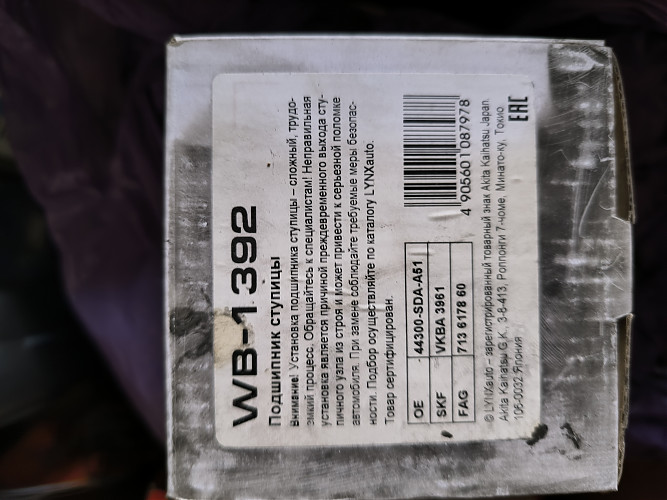 WB-1392
Подшипник ступицы
Внимание! Установка подшипника ступицы – сложный, трудо-
емкий процесс. Обращайтесь к специалистам! Неправильная
установка является причиной преждевременного выхода сту-
пичного узла из строя и может привести к серьезной поломке
автомобиля. При замене соблюдайте требуемые меры безопас-
ности. Подбор осуществляйте по каталогу LYNXauto.
Товар сертифицирован.
OE 44300-SDA-A51
SKF VKBA 3961
FAG 713 6178 60
4 905601 087978
EAC
© LYNXauto – зарегистрированный товарный знак Akita Kaihatsu Japan.
Akita Kaihatsu G.K. 3-8-413, Роппонги 7-чоме, Минато-ку, Токио,
106-0032 Япония